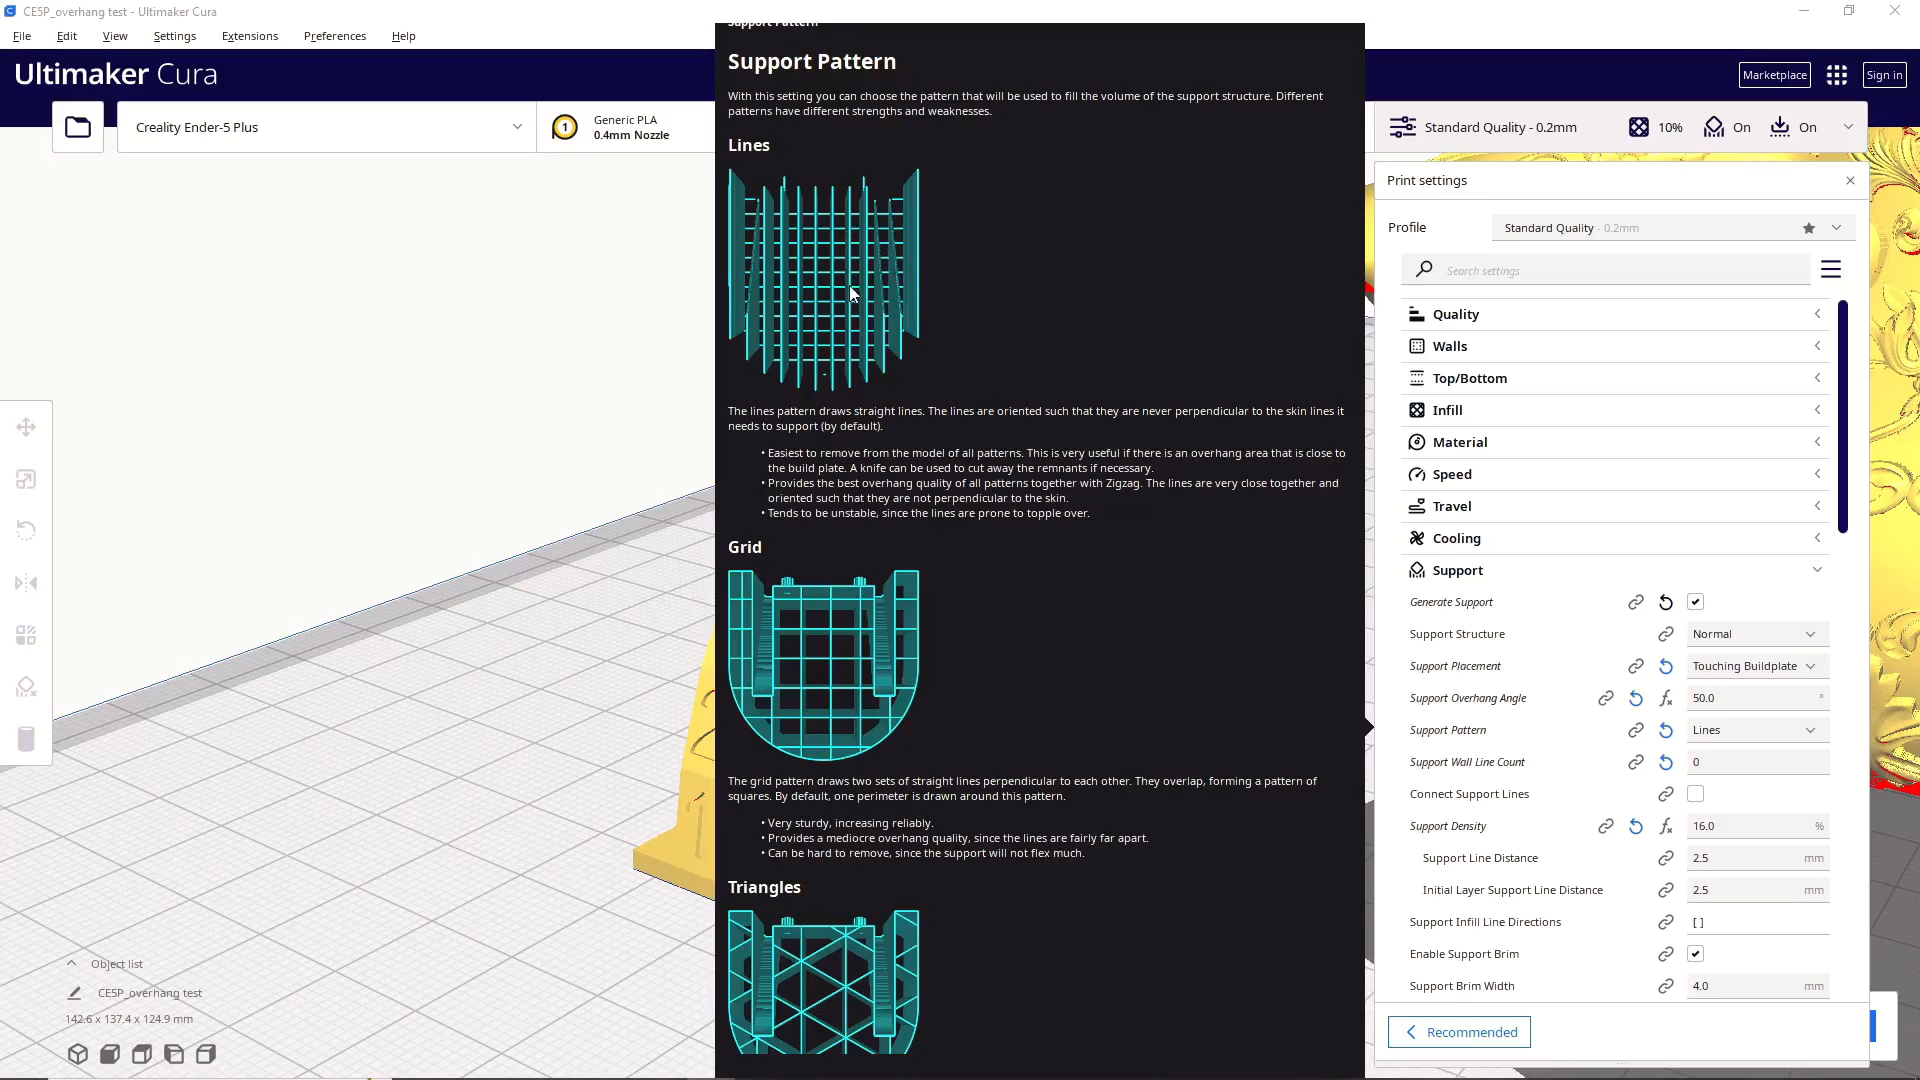 CE5P_overhang test - Ultimaker Cura
File
Edit
View
Settings
Extensions
Preferences
Help
Ultimaker Cura
Marketplace
Sign in
Creality Ender-5 Plus
1
Generic PLA
0.4mm Nozzle
Standard Quality - 0.2mm
10%
On
On
Support Pattern
Support Pattern
With this setting you can choose the pattern that will be used to fill the volume of the support structure. Different
patterns have different strengths and weaknesses.
Lines
The lines pattern draws straight lines. The lines are oriented such that they are never perpendicular to the skin lines it
needs to support (by default).
• Easiest to remove from the model of all patterns. This is very useful if there is an overhang area that is close to
the build plate. A knife can be used to cut away the remnants if necessary.
• Provides the best overhang quality of all patterns together with Zigzag. The lines are very close together and
oriented such that they are not perpendicular to the skin.
• Tends to be unstable, since the lines are prone to topple over.
Grid
The grid pattern draws two sets of straight lines perpendicular to each other. They overlap, forming a pattern of
squares. By default, one perimeter is drawn around this pattern.
• Very sturdy, increasing reliably.
• Provides a mediocre overhang quality, since the lines are fairly far apart.
• Can be hard to remove, since the support will not flex much.
Triangles
Print settings
Profile
Standard Quality - 0.2mm
Search settings
Quality
Walls
Top/Bottom
Infill
Material
Speed
Travel
Cooling
Support
Generate Support
Support Structure
Normal
Support Placement
Touching Buildplate
Support Overhang Angle
50.0 °
Support Pattern
Lines
Support Wall Line Count
0
Connect Support Lines
Support Density
16.0 %
Support Line Distance
2.5 mm
Initial Layer Support Line Distance
2.5 mm
Support Infill Line Directions
[ ]
Enable Support Brim
Support Brim Width
4.0 mm
Recommended
Object list
CE5P_overhang test
142.6 x 137.4 x 124.9 mm